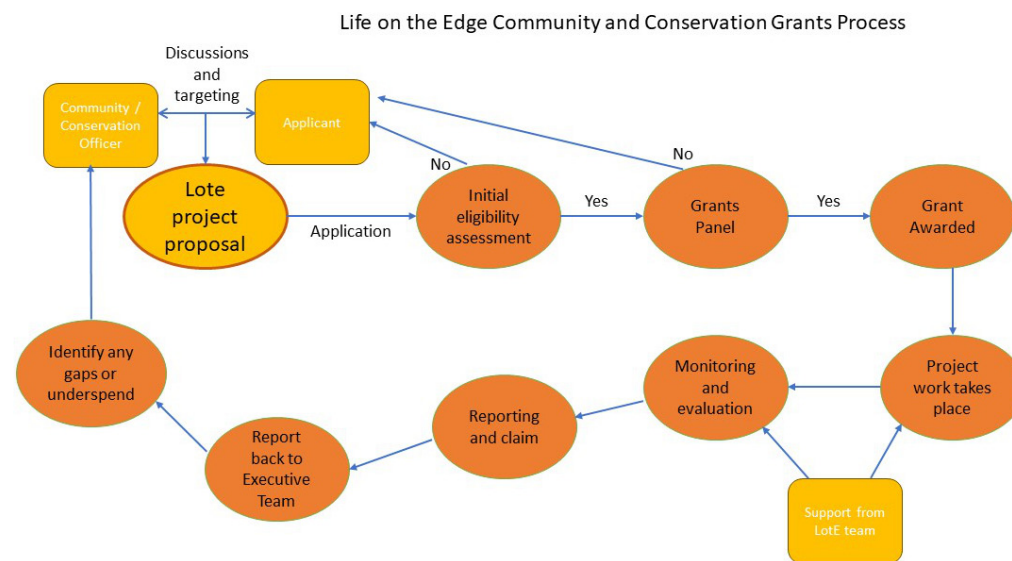 Life on the Edge Community and Conservation Grants Process
Discussions
and
targeting
Community /
Conservation
Officer
Applicant
No
No
Lote
project
proposal
Application
Initial
eligibility
assessment
Yes
Grants
Panel
Yes
Grant
Awarded
Identify any
gaps or
underspend
Monitoring
and
evaluation
Project
work takes
place
Reporting
and claim
Report
back to
Executive
Team
Support from
LotE team